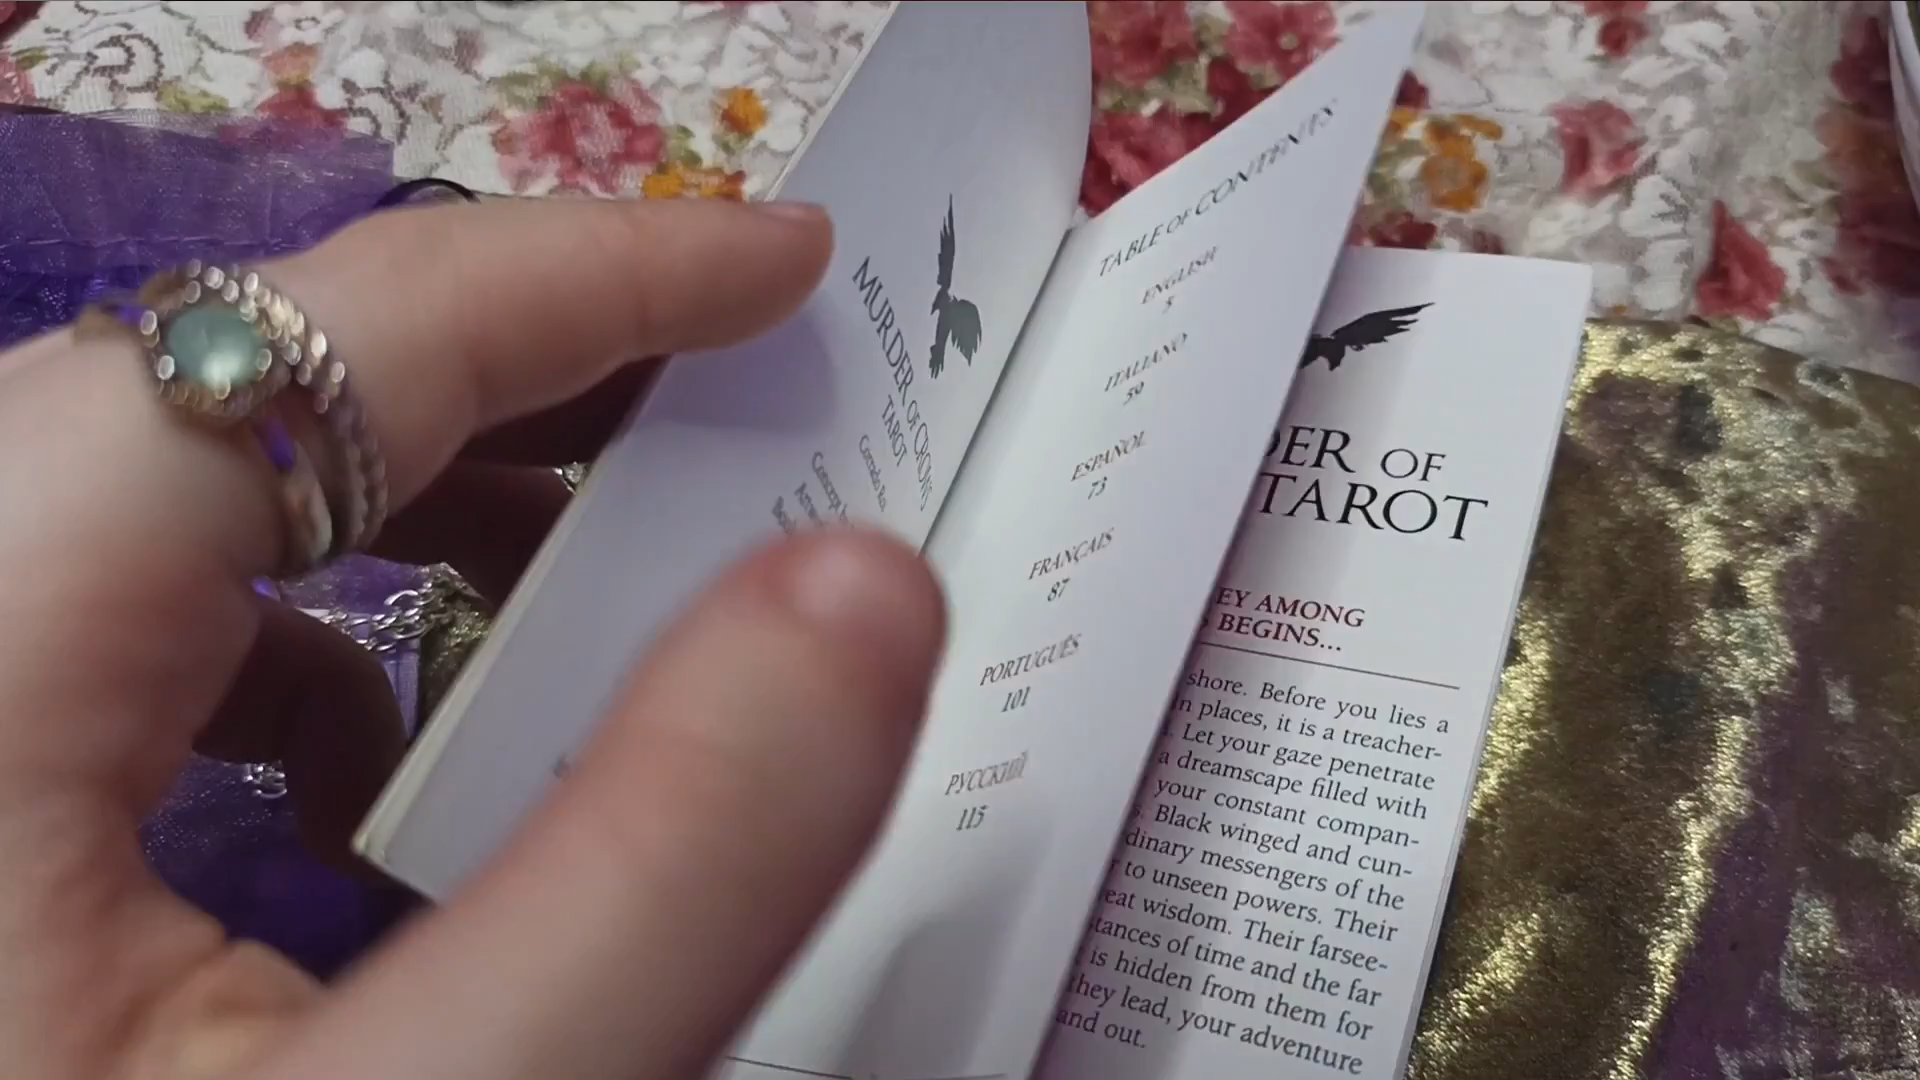 MURDER OF CROWS
TAROT
Corrado
Concept
TABLE OF CONTENTS
ENGLISH
5
ITALIANO
59
ESPAÑOL
73
FRANÇAIS
87
PORTUGUÊS
101
РУССКИЙ
115
DER OF
TAROT
EY AMONG
BEGINS...
shore. Before you lies a
n places, it is a treacher-
. Let your gaze penetrate
a dreamscape filled with
your constant compan-
s. Black winged and cun-
dinary messengers of the
r to unseen powers. Their
eat wisdom. Their farsee-
tances of time and the far
is hidden from them for
they lead, your adventure
and out.